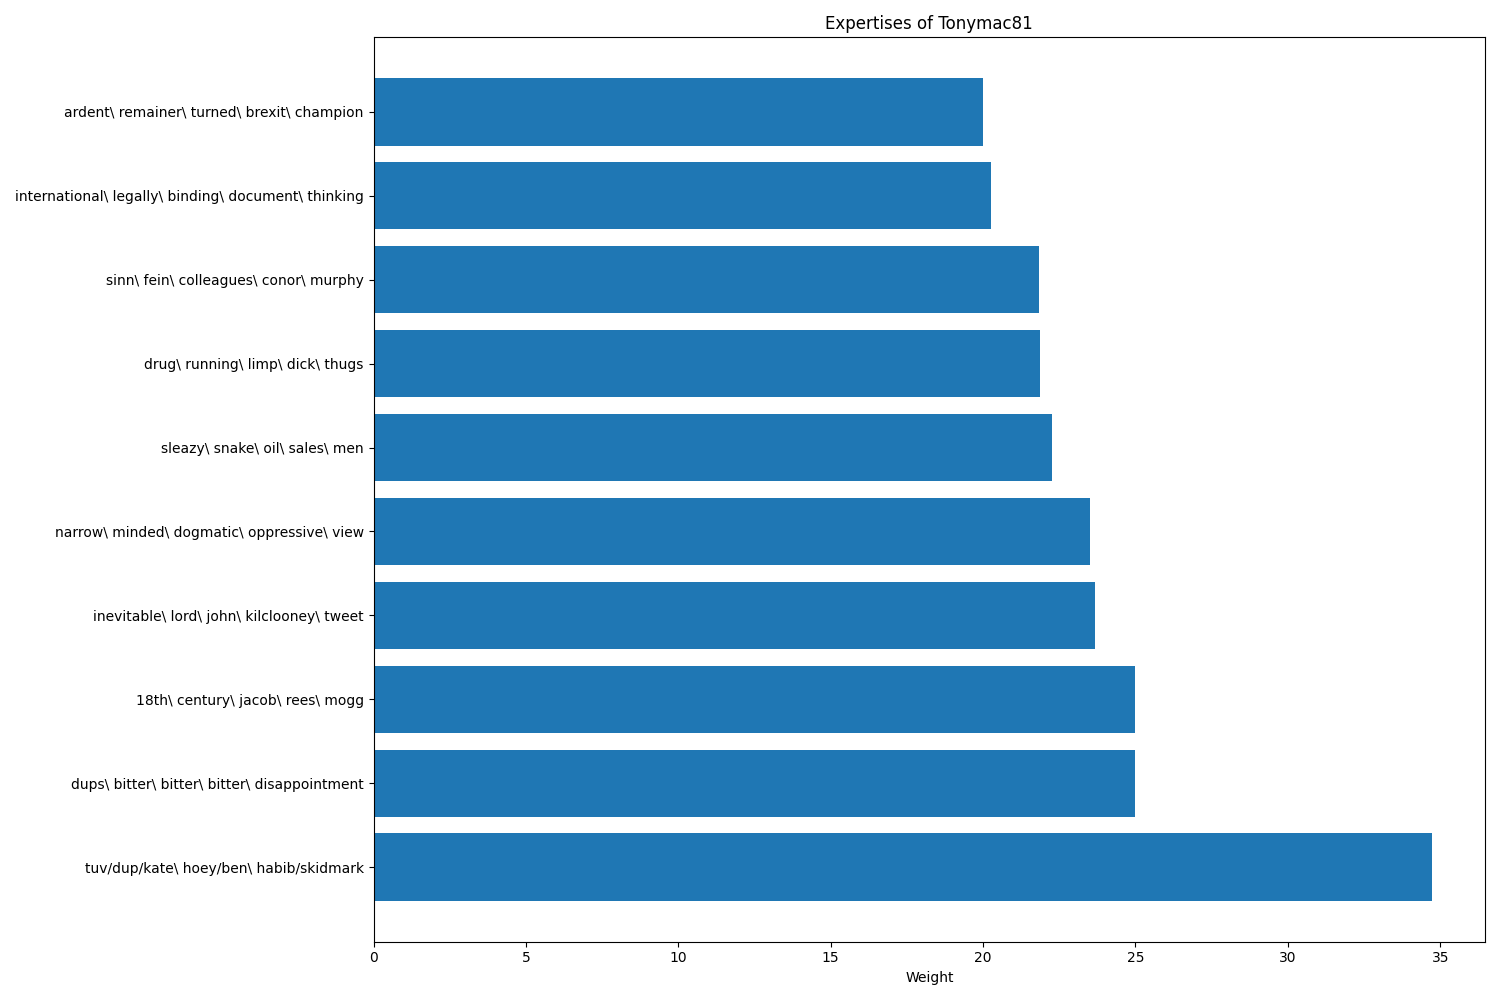 Expertises of Tonymac81
ardent\ remainer\ turned\ brexit\ champion
international\ legally\ binding\ document\ thinking
sinn\ fein\ colleagues\ conor\ murphy
drug\ running\ limp\ dick\ thugs
sleazy\ snake\ oil\ sales\ men
narrow\ minded\ dogmatic\ oppressive\ view
inevitable\ lord\ john\ kilclooney\ tweet
18th\ century\ jacob\ rees\ mogg
dups\ bitter\ bitter\ bitter\ disappointment
tuv/dup/kate\ hoey/ben\ habib/skidmark
0 5 10 15 20 25 30 35
Weight